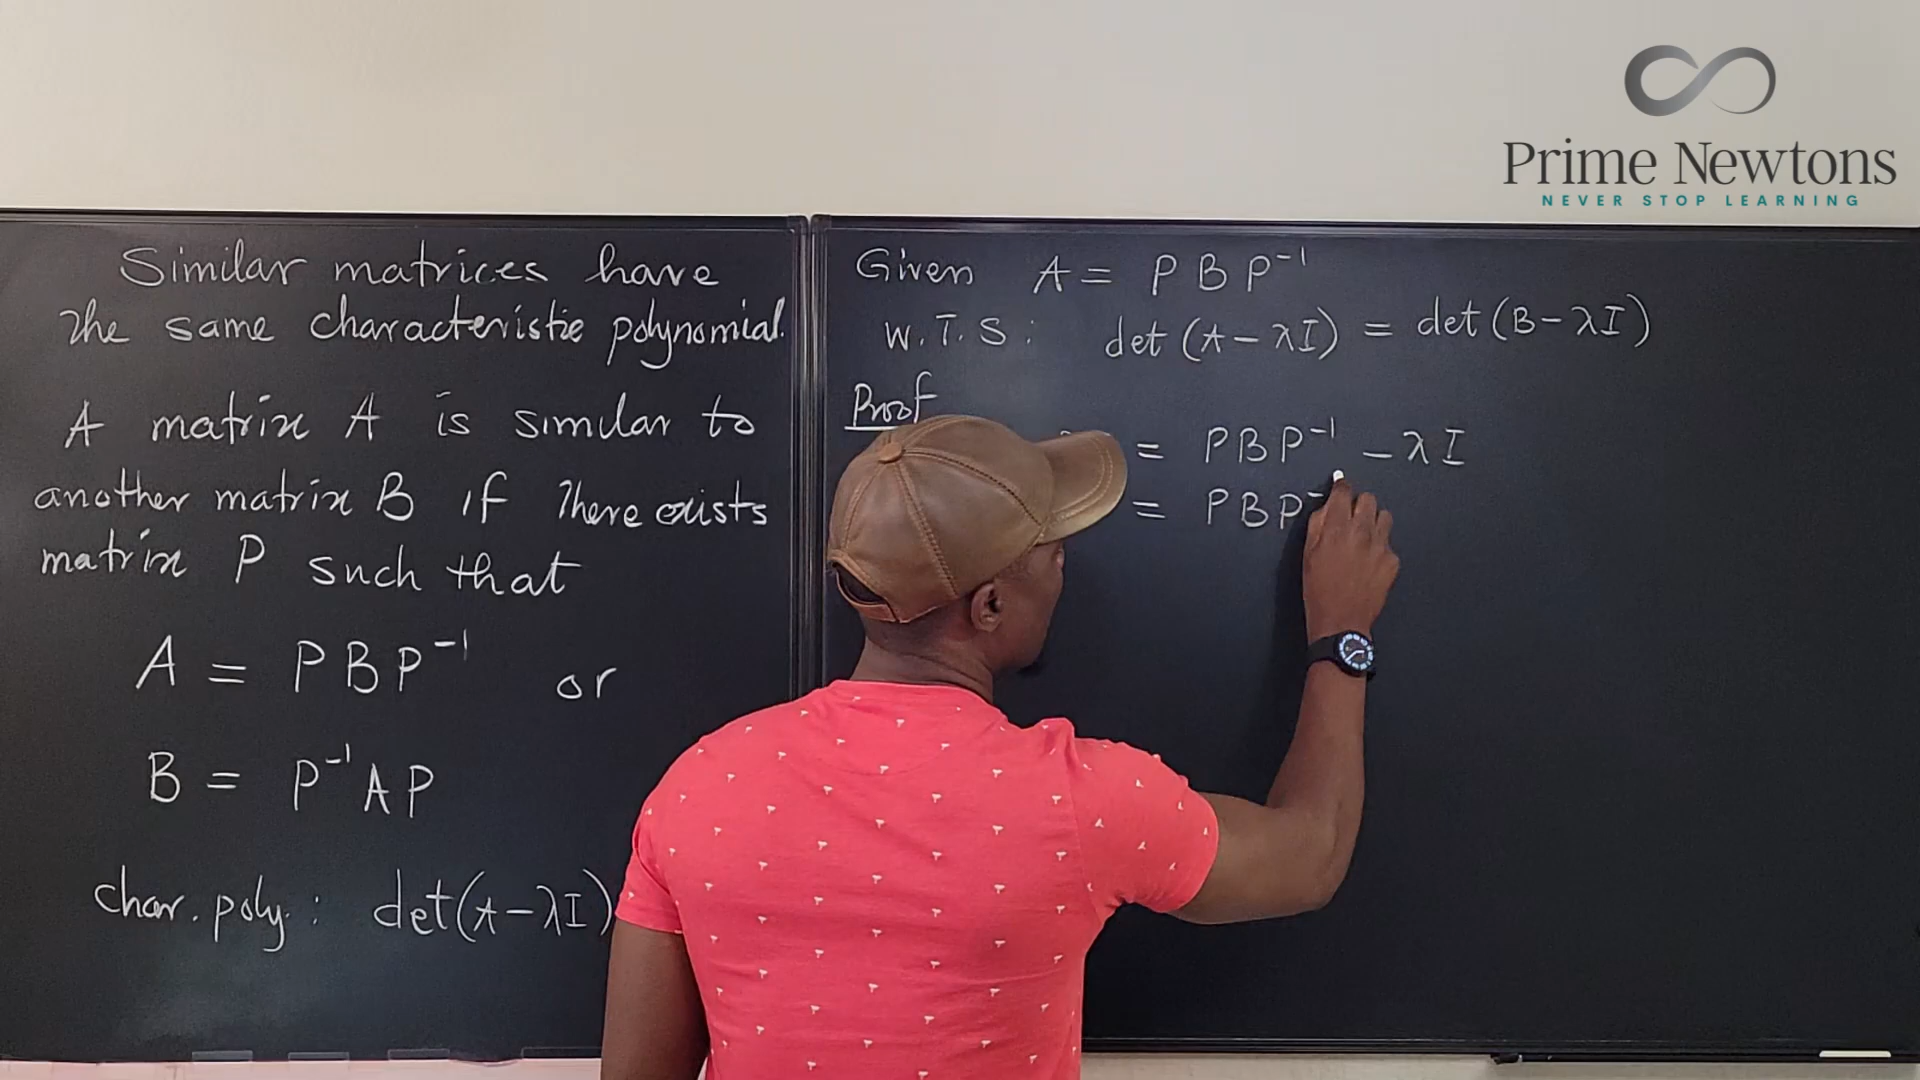 Prime Newtons
NEVER STOP LEARNING
Similar matrices have
the same characteristic polynomial.
A matrix A is similar to
another matrix B if there exists
matrix P such that
A = PBP⁻¹ or
B = P⁻¹AP
char. poly. : det(A-λI)
Given A = PBP⁻¹
W.T.S : det(A-λI) = det(B-λI)
Proof
= PBP⁻¹ - λI
= PBP⁻